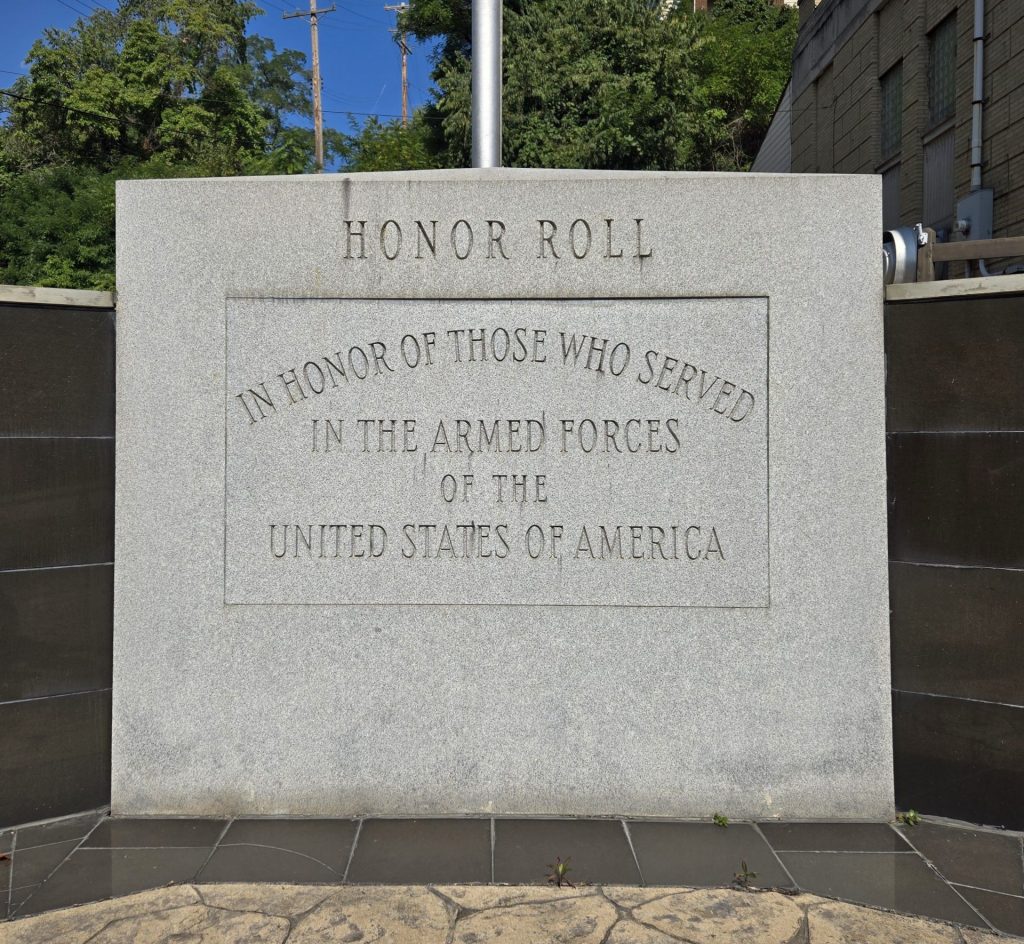 HONOR ROLL
IN HONOR OF THOSE WHO SERVED
IN THE ARMED FORCES
OF THE
UNITED STATES OF AMERICA